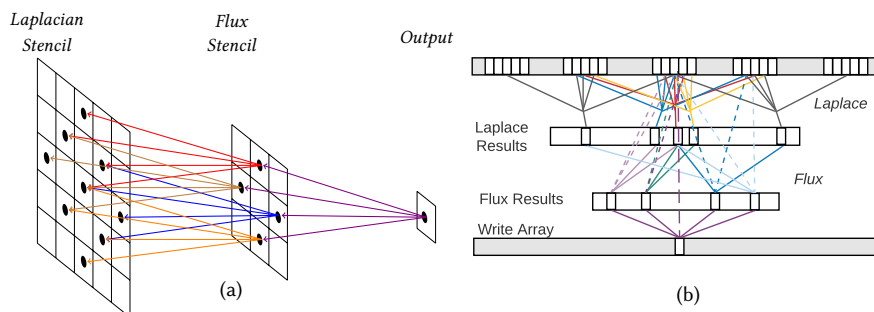 Laplacian
Stencil
Flux
Stencil
Output
(a)
Laplace
Laplace
Results
Flux
Flux Results
Write Array
(b)